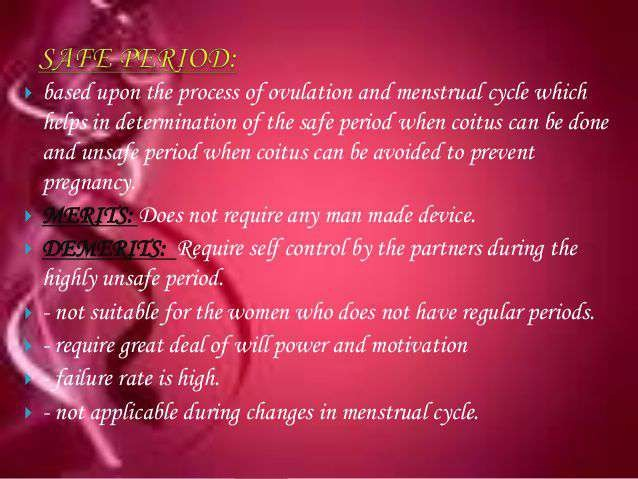 SAFE PERIOD:
based upon the process of ovulation and menstrual cycle which
helps in determination of the safe period when coitus can be done
and unsafe period when coitus can be avoided to prevent
pregnancy.
MERITS: Does not require any man made device.
DEMERITS: Require self control by the partners during the
highly unsafe period.
- not suitable for the women who does not have regular periods.
- require great deal of will power and motivation
- failure rate is high.
- not applicable during changes in menstrual cycle.